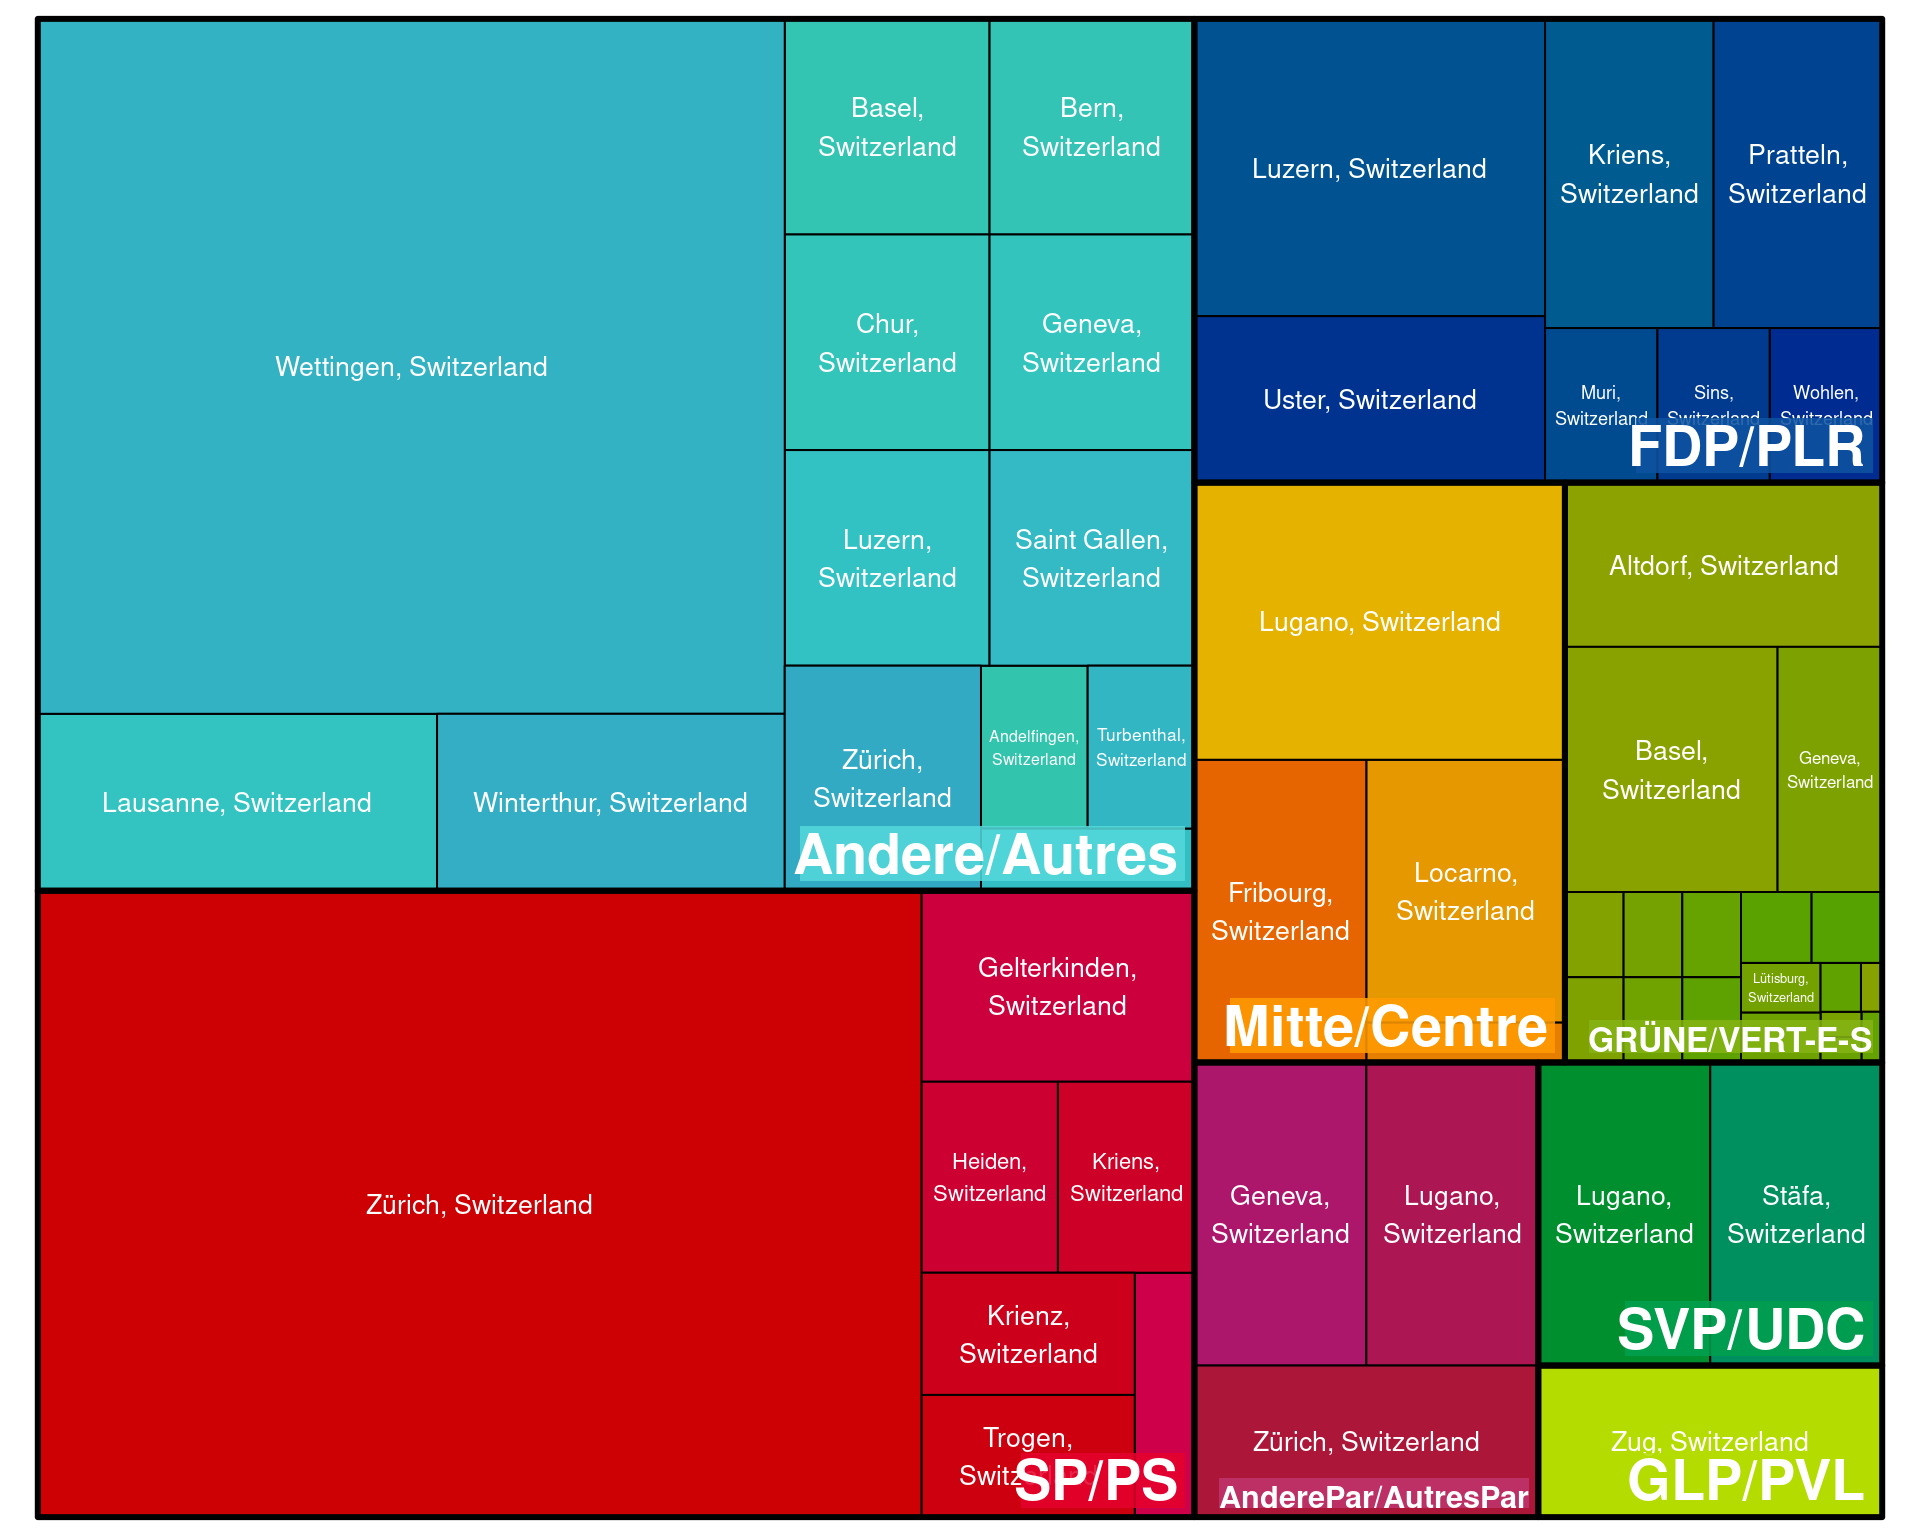 Wettingen, Switzerland
Basel,
Switzerland
Bern,
Switzerland
Chur,
Switzerland
Geneva,
Switzerland
Luzern,
Switzerland
Saint Gallen,
Switzerland
Lausanne, Switzerland
Winterthur, Switzerland
Zürich,
Switzerland
Andelfingen,
Switzerland
Turbenthal,
Switzerland
Andere/Autres
Luzern, Switzerland
Kriens,
Switzerland
Pratteln,
Switzerland
Uster, Switzerland
Muri,
Switzerland
Sins,
Switzerland
Wohlen,
Switzerland
FDP/PLR
Lugano, Switzerland
Fribourg,
Switzerland
Locarno,
Switzerland
Mitte/Centre
Altdorf, Switzerland
Basel,
Switzerland
Geneva,
Switzerland
Lütisburg,
Switzerland
GRÜNE/VERT-E-S
Zürich, Switzerland
Gelterkinden,
Switzerland
Heiden,
Switzerland
Kriens,
Switzerland
Krienz,
Switzerland
Trogen,
Switzerland
SP/PS
Geneva,
Switzerland
Lugano,
Switzerland
Zürich, Switzerland
AnderePar/AutresPar
Lugano,
Switzerland
Stäfa,
Switzerland
SVP/UDC
Zug, Switzerland
GLP/PVL